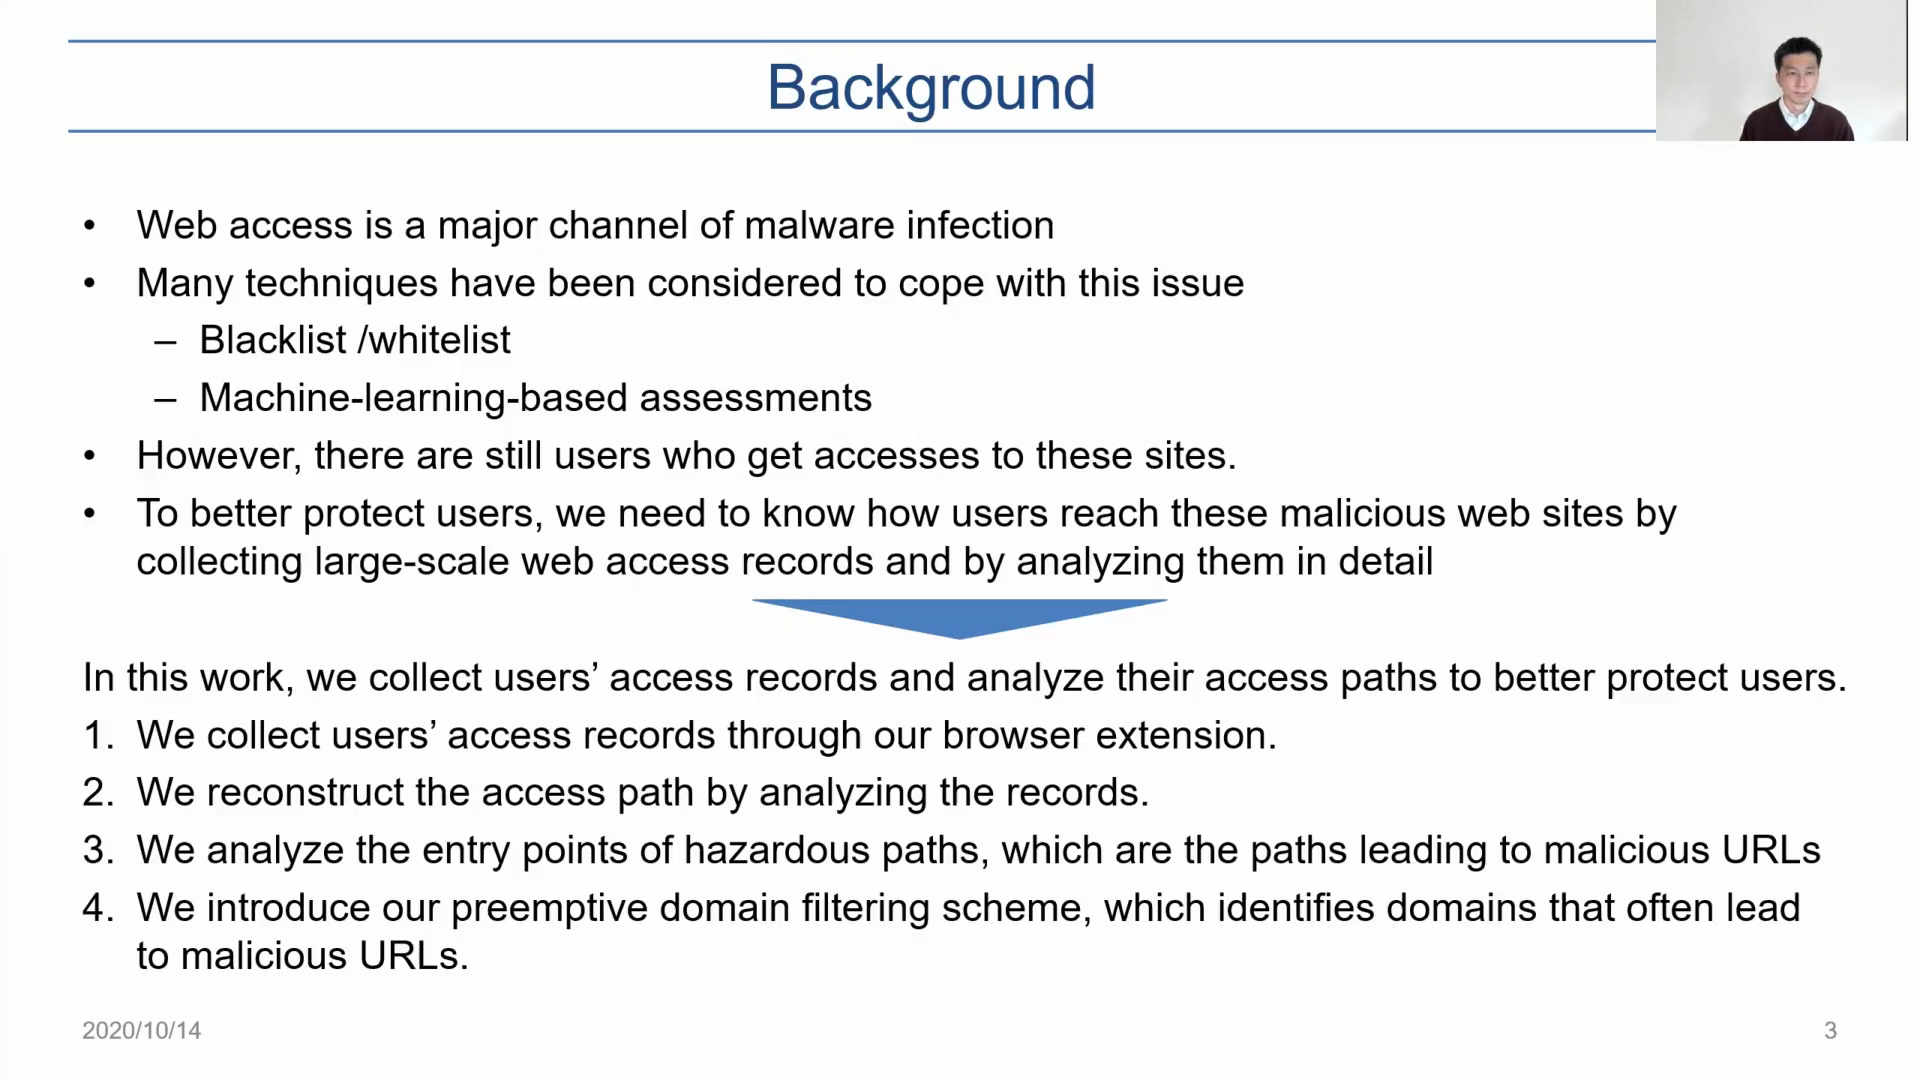 Background
• Web access is a major channel of malware infection
• Many techniques have been considered to cope with this issue
– Blacklist /whitelist
– Machine-learning-based assessments
• However, there are still users who get accesses to these sites.
• To better protect users, we need to know how users reach these malicious web sites by
collecting large-scale web access records and by analyzing them in detail
In this work, we collect users’ access records and analyze their access paths to better protect users.
1. We collect users’ access records through our browser extension.
2. We reconstruct the access path by analyzing the records.
3. We analyze the entry points of hazardous paths, which are the paths leading to malicious URLs
4. We introduce our preemptive domain filtering scheme, which identifies domains that often lead
to malicious URLs.
2020/10/14
3